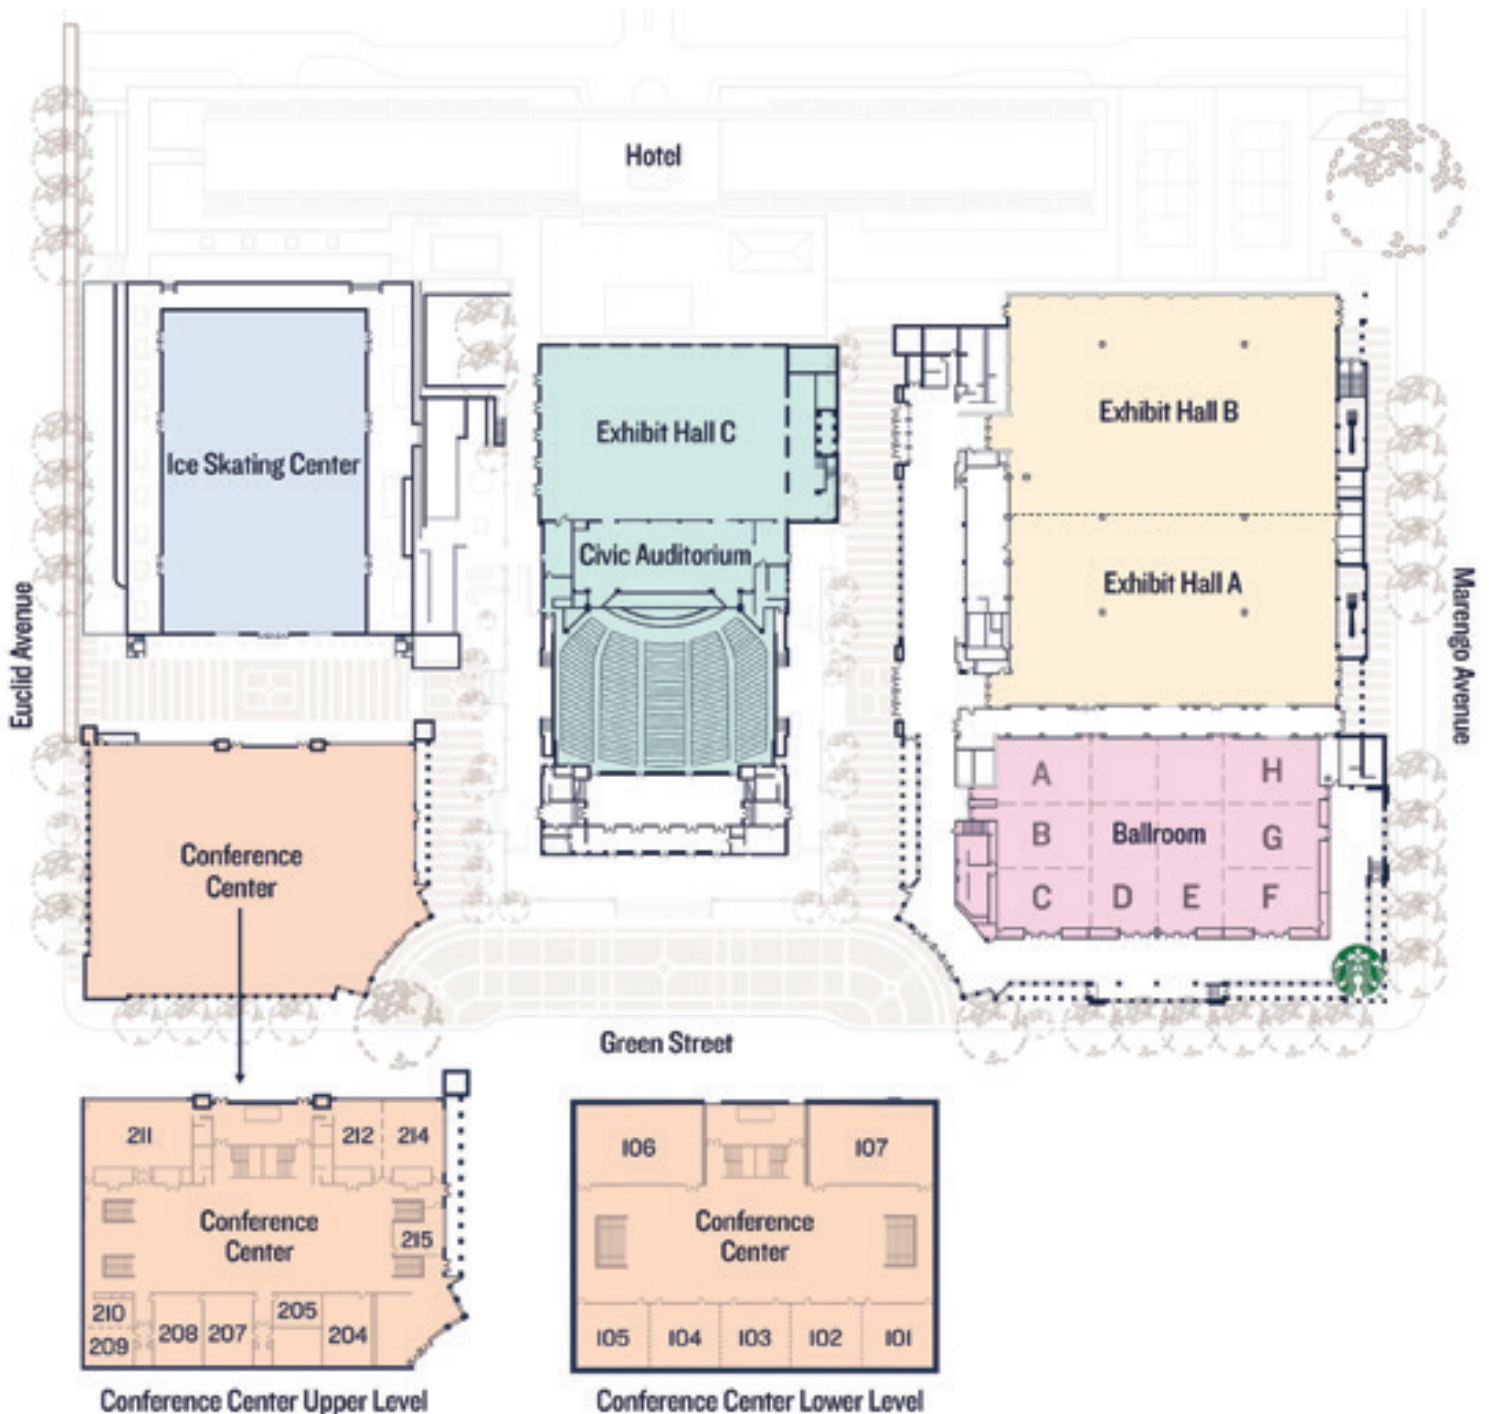 Hotel
Exhibit Hall B
Exhibit Hall C
Ice Skating Center
Civic Auditorium
Exhibit Hall A
Euclid Avenue
Marengo Avenue
A
H
B
Ballroom
G
C
D
E
F
Conference
Center
Green Street
211
212
214
Conference
Center
215
210
209
208
207
205
204
Conference Center Upper Level
106
107
Conference
Center
105
104
103
102
101
Conference Center Lower Level